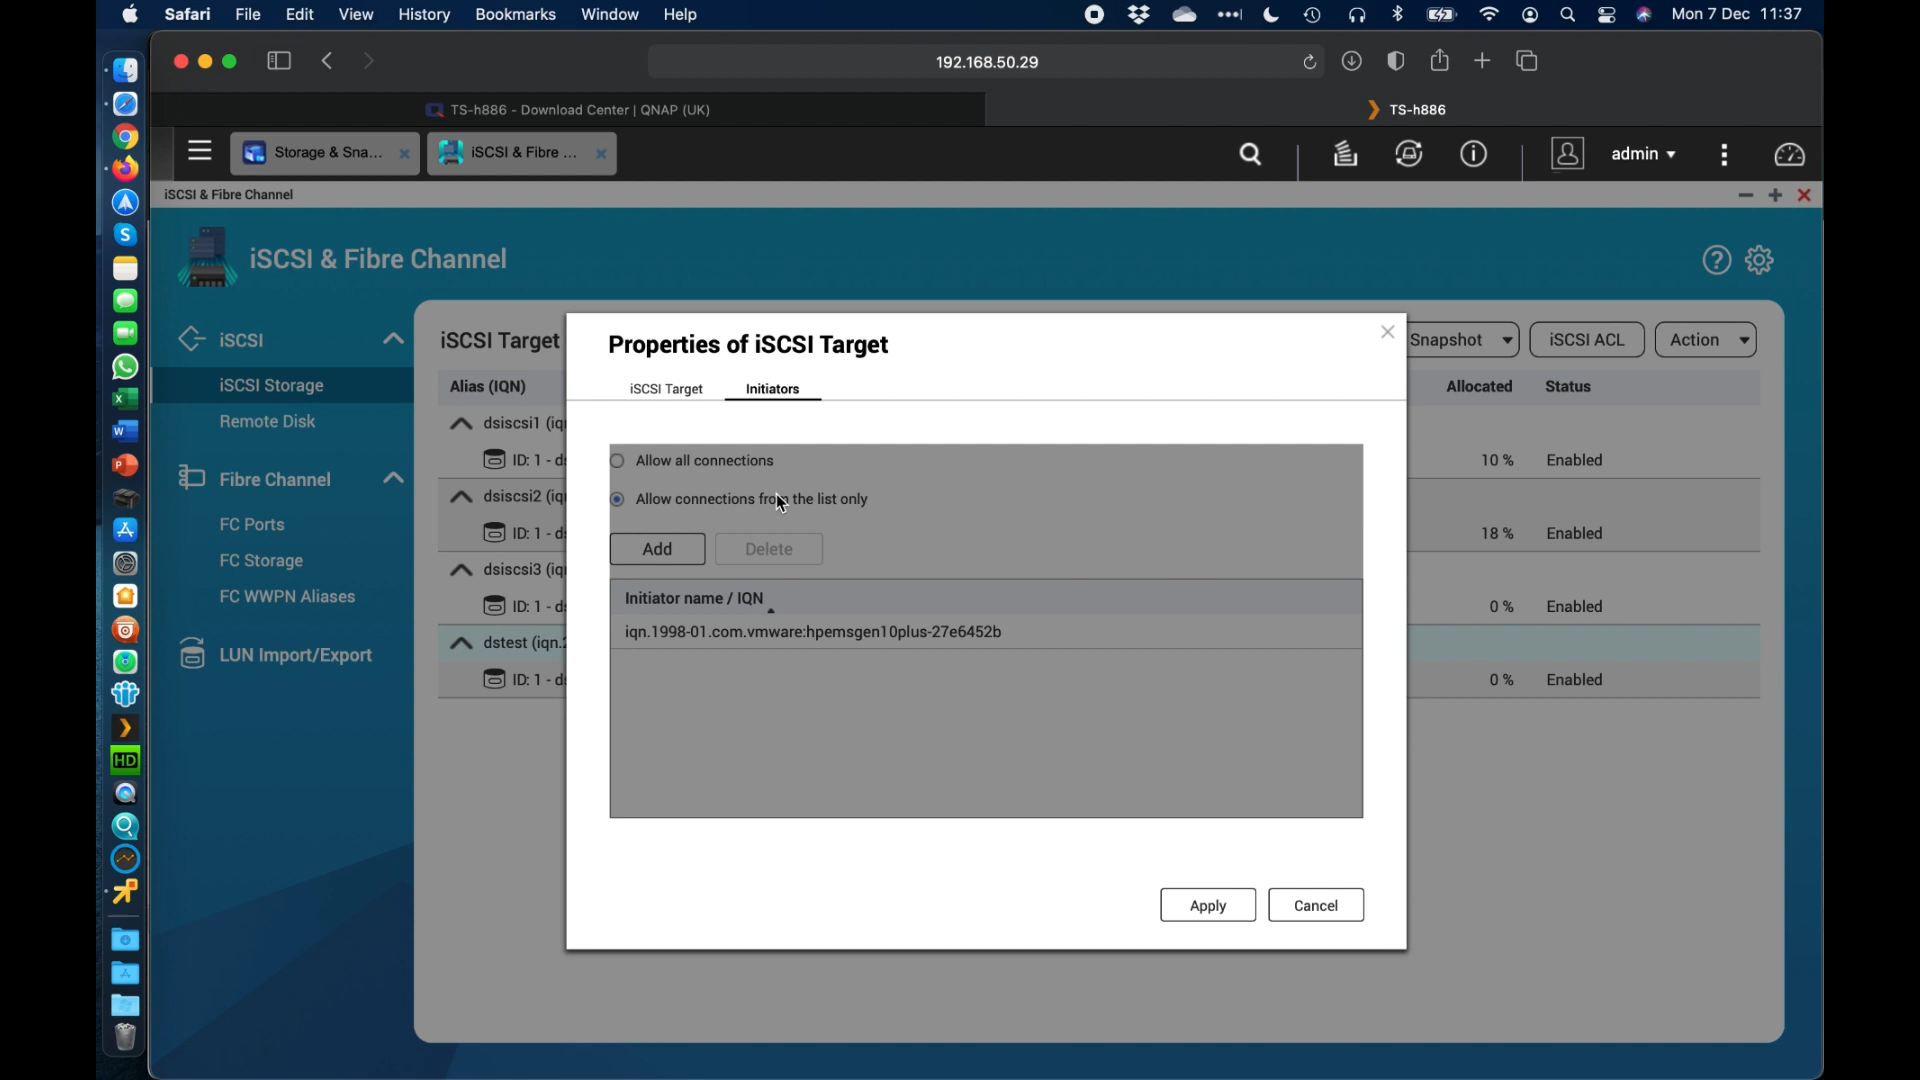 Safari File Edit View History Bookmarks Window Help Mon 7 Dec 11:37
192.168.50.29
TS-h886 - Download Center | QNAP (UK) TS-h886
Storage & Sna... iSCSI & Fibre ... admin
iSCSI & Fibre Channel
iSCSI & Fibre Channel
iSCSI
iSCSI Storage
Remote Disk
Fibre Channel
FC Ports
FC Storage
FC WWPN Aliases
LUN Import/Export
iSCSI Target Snapshot iSCSI ACL Action
Alias (IQN) Allocated Status
dsiscsi1 (iq
ID: 1 - d 10 % Enabled
dsiscsi2 (iq
ID: 1 - d 18 % Enabled
dsiscsi3 (iq
ID: 1 - d 0 % Enabled
dstest (iqn.
ID: 1 - d 0 % Enabled
Properties of iSCSI Target
iSCSI Target Initiators
Allow all connections
Allow connections from the list only
Add Delete
Initiator name / IQN
iqn.1998-01.com.vmware:hpemsgen10plus-27e6452b
Apply Cancel
HD